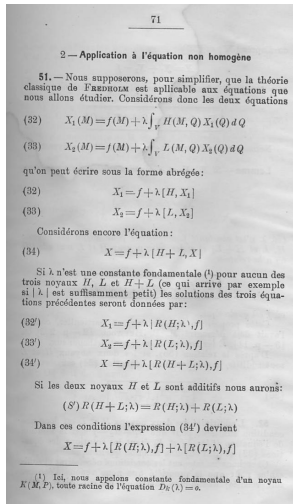 71
2 — Application à l'équation non homogène
51. — Nous supposerons, pour simplifier, que la théorie
classique de FREDHOLM est apllicable aux équations que
nous allons étudier. Considérons donc les deux équations
(32) X₁ (M) = f(M) + λ∫_V H(M, Q) X₁(Q) d Q
(33) X₂(M) = f(M) + λ∫_V L (M, Q) X₂(Q) d Q
qu'on peut écrire sous la forme abrégée:
(32) X₁ = f + λ [H, X₁]
(33) X₂ = f + λ [L, X₂]
Considérons encore l'équation:
(34) X = f + λ [H + L, X]
Si λ n'est une constante fondamentale (¹) pour aucun des
trois noyaux H, L et H + L (ce qui arrive par exemple
si | λ | est suffisamment petit) les solutions des trois équa-
tions précédentes seront données par:
(32') X₁ = f + λ [ R (H; λ), f]
(33') X₂ = f + λ [R (L; λ), f]
(34') X = f + λ [R (H + L; λ), f]
Si les deux noyaux H et L sont additifs nous aurons:
(S') R (H + L; λ) = R (H; λ) + R (L; λ)
Dans ces conditions l'expression (34') devient
X = f + λ [ R (H; λ), f] + λ [R (L; λ), f]
(1) Ici, nous appelons constante fondamentale d'un noyau
K (M, P), toute racine de l'équation D_K (λ) = o.